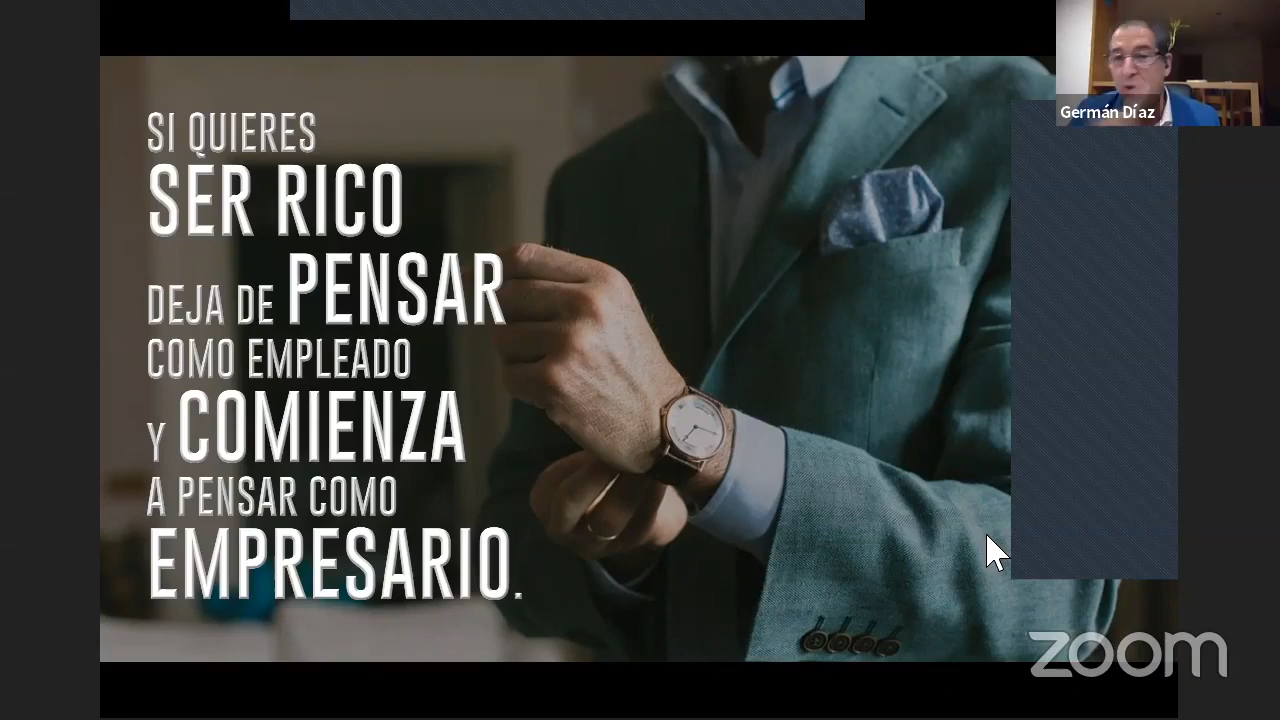 SI QUIERES
SER RICO
DEJA DE PENSAR
COMO EMPLEADO
Y COMIENZA
A PENSAR COMO
EMPRESARIO.
Germán Díaz
zoom